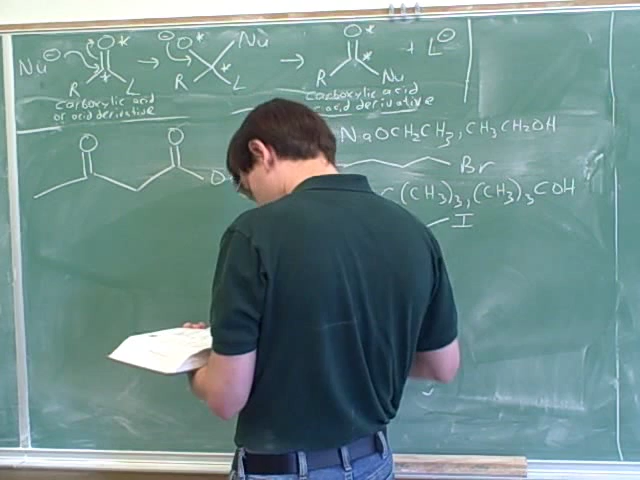 Nu⊖ O* * R L → ⊖O* Nu * R L → O* * R Nu + L⊖
carboxylic acid carboxylic acid
or acid derivative acid derivative
O O O NaOCH₂CH₃, CH₃CH₂OH
Br
C(CH₃)₃, (CH₃)₃COH
I